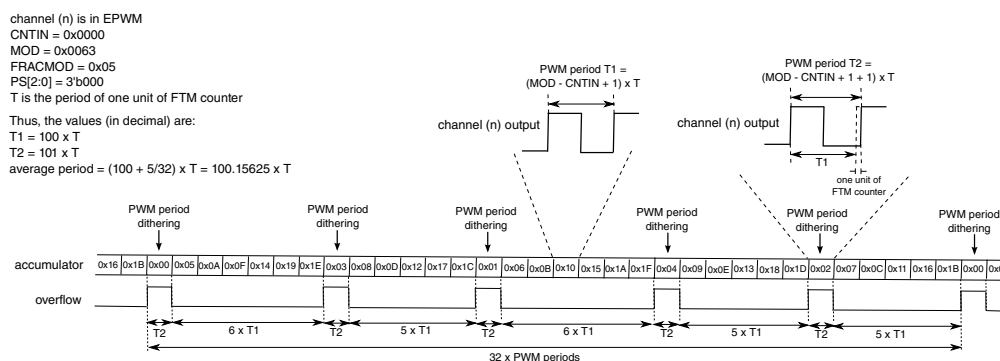 channel (n) is in EPWM
CNTIN = 0x0000
MOD = 0x0063
FRACMOD = 0x05
PS[2:0] = 3'b000
T is the period of one unit of FTM counter
Thus, the values (in decimal) are:
T1 = 100 x T
T2 = 101 x T
average period = (100 + 5/32) x T = 100.15625 x T
PWM period T1 =
(MOD - CNTIN + 1) x T
channel (n) output
PWM period T2 =
(MOD - CNTIN + 1 + 1) x T
channel (n) output
T1
one unit of
FTM counter
PWM period
dithering
PWM period
dithering
PWM period
dithering
PWM period
dithering
PWM period
dithering
PWM period
dithering
accumulator
0x16 0x1B 0x00 0x05 0x0A 0x0F 0x14 0x19 0x1E 0x03 0x08 0x0D 0x12 0x17 0x1C 0x01 0x06 0x0B 0x10 0x15 0x1A 0x1F 0x04 0x09 0x0E 0x13 0x18 0x1D 0x02 0x07 0x0C 0x11 0x16 0x1B 0x00
overflow
T2 6 x T1 T2 5 x T1 T2 6 x T1 T2 5 x T1 T2 5 x T1
32 x PWM periods